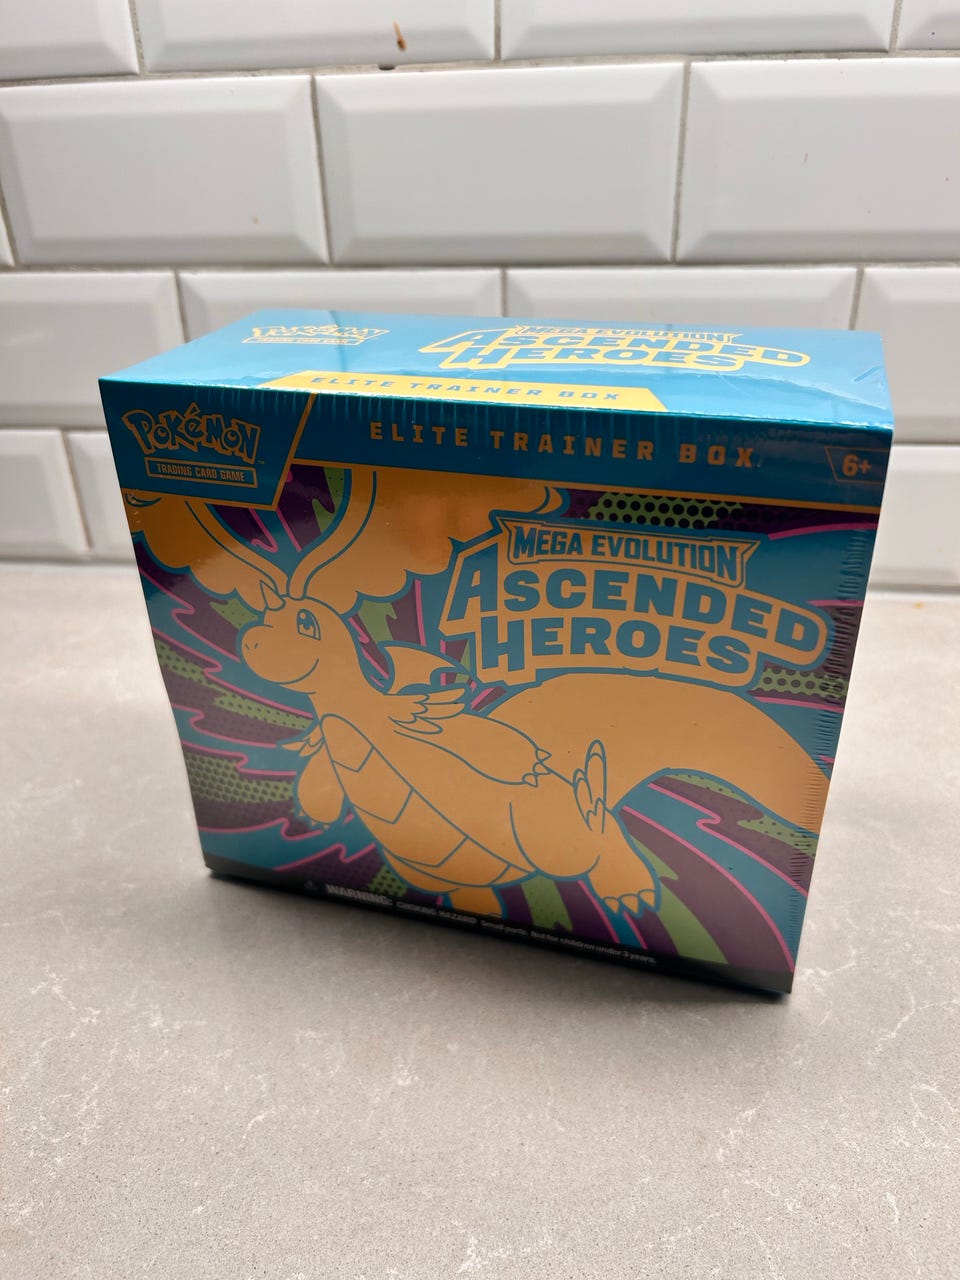 POKéMON
TRADING CARD GAME
MEGA EVOLUTION
ASCENDED
HEROES
ELITE TRAINER BOX
POKéMON
TRADING CARD GAME
™
ELITE TRAINER BOX
6+
MEGA EVOLUTION
ASCENDED
HEROES
⚠ WARNING: CHOKING HAZARD Small parts. Not for children under 3 years.